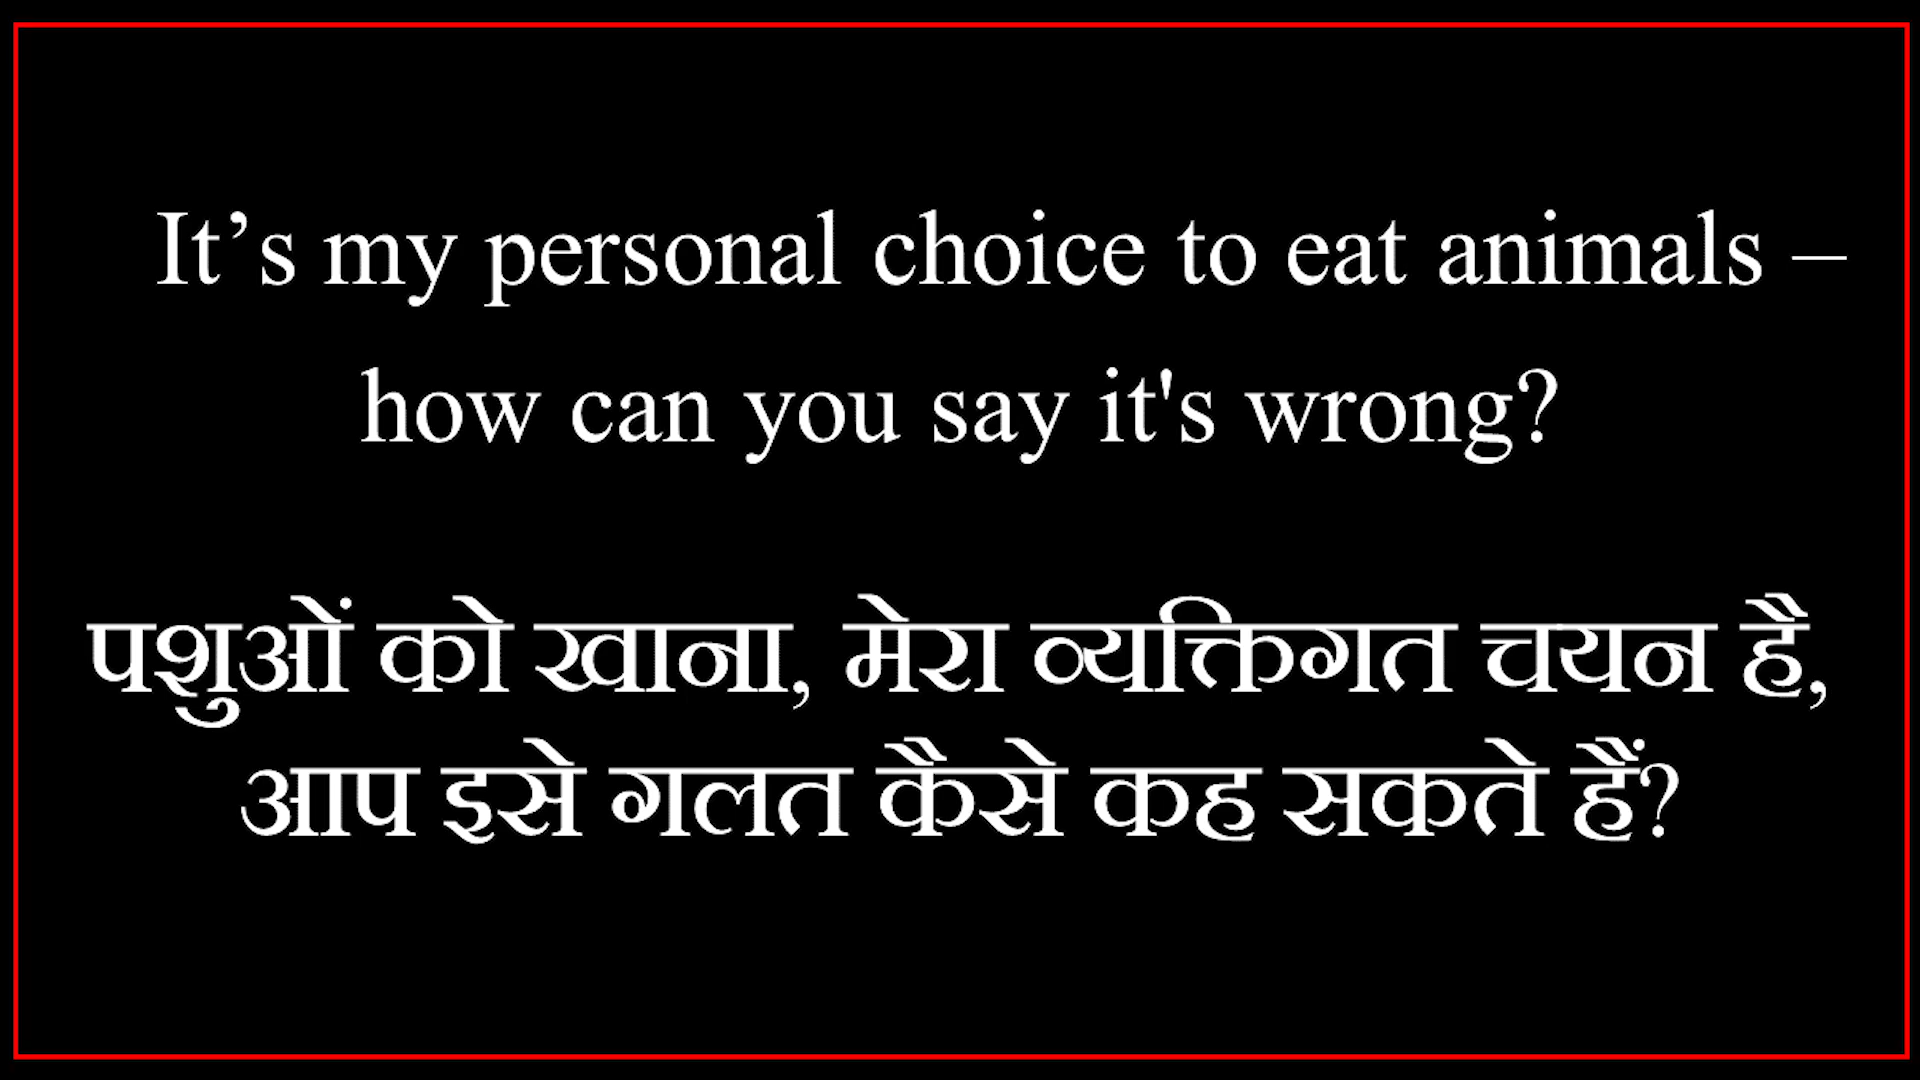 It’s my personal choice to eat animals –
how can you say it's wrong?
पशुओं को खाना, मेरा व्यक्तिगत चयन है,
आप इसे गलत कैसे कह सकते हैं?